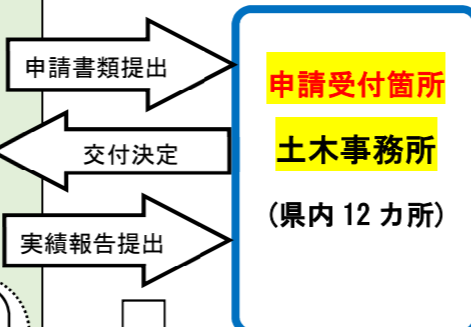 申請書類提出
交付決定
実績報告提出
申請受付箇所
土木事務所
(県内 12 カ所)